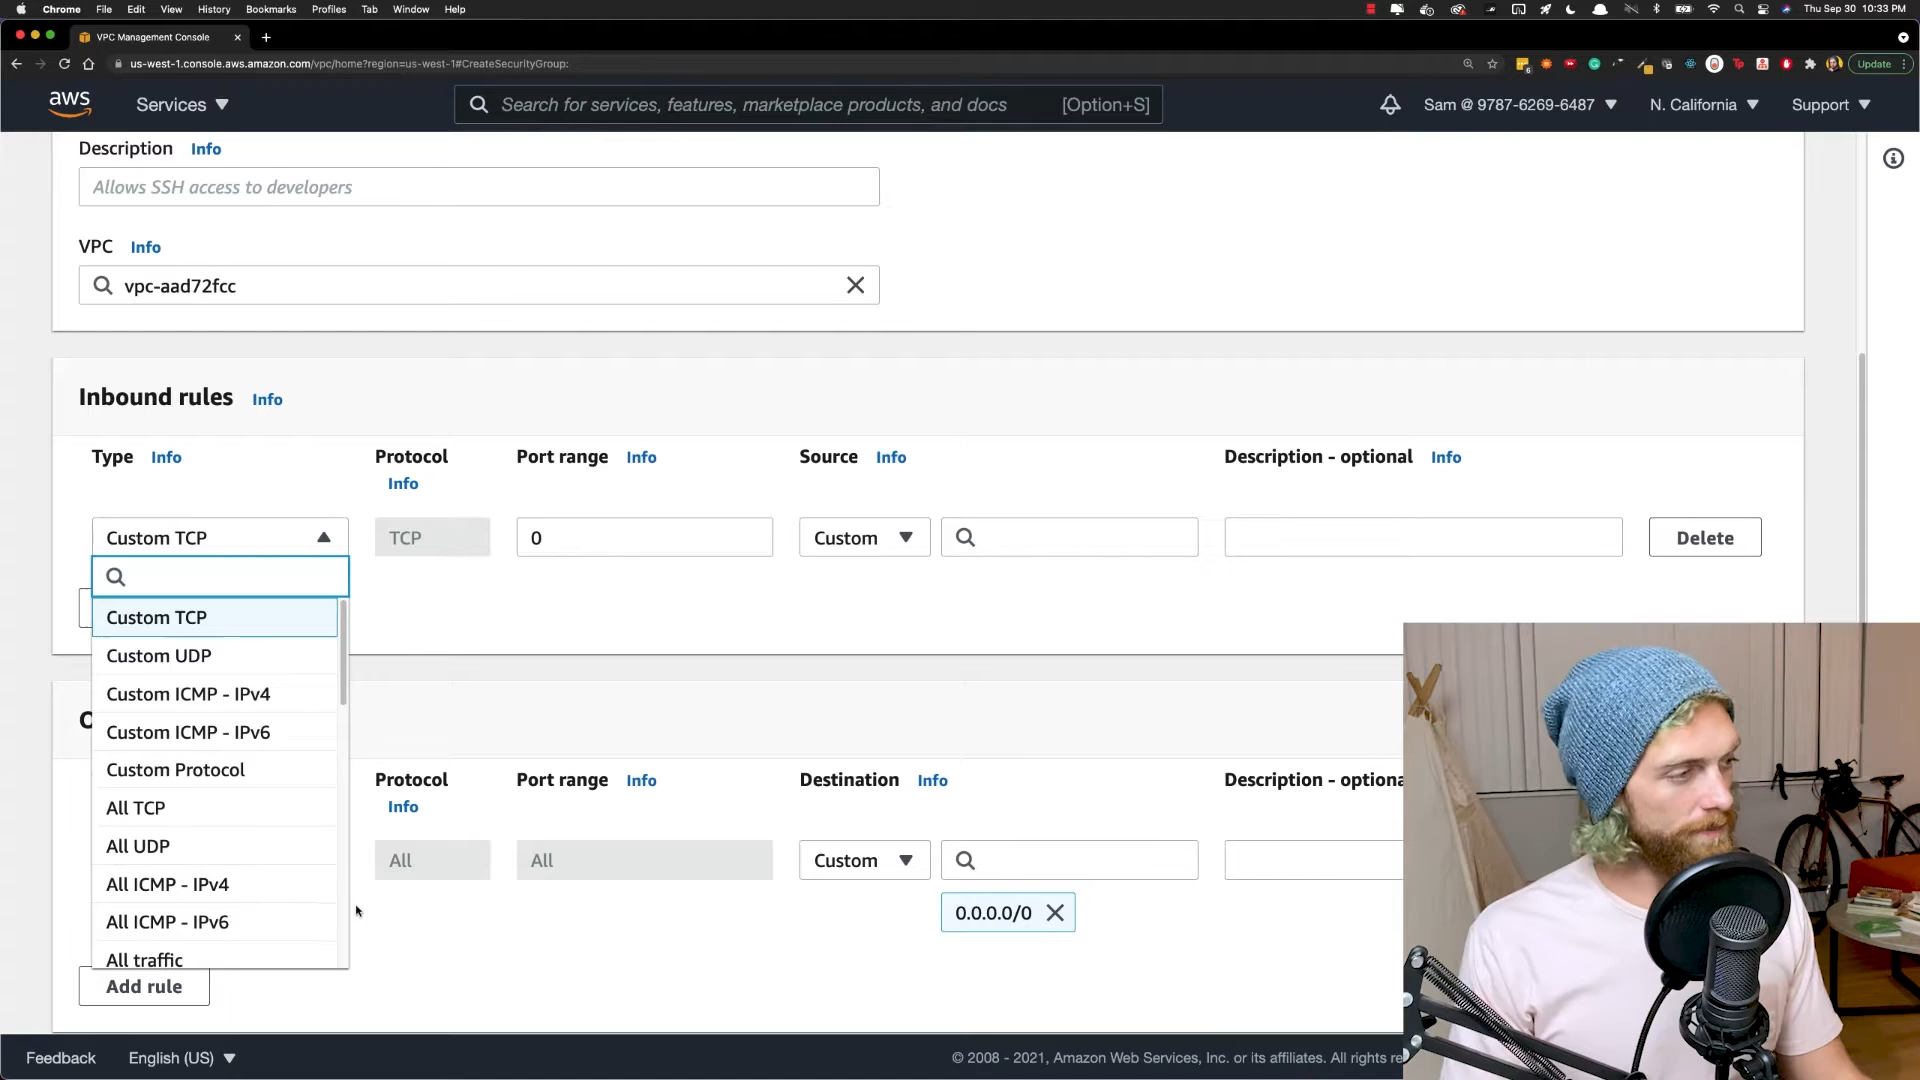 Chrome File Edit View History Bookmarks Profiles Tab Window Help
Thu Sep 30 10:33 PM
VPC Management Console
us-west-1.console.aws.amazon.com/vpc/home?region=us-west-1#CreateSecurityGroup:
Update
aws
Services
Search for services, features, marketplace products, and docs [Option+S]
Sam @ 9787-6269-6487
N. California
Support
Description Info
Allows SSH access to developers
VPC Info
vpc-aad72fcc
Inbound rules Info
Type Info
Protocol Info
Port range Info
Source Info
Description - optional Info
Custom TCP
TCP
0
Custom
Delete
Custom TCP
Custom UDP
Custom ICMP - IPv4
Custom ICMP - IPv6
Custom Protocol
All TCP
All UDP
All ICMP - IPv4
All ICMP - IPv6
All traffic
Protocol Info
Port range Info
Destination Info
Description - optiona
All
All
Custom
0.0.0.0/0
Add rule
Feedback
English (US)
© 2008 - 2021, Amazon Web Services, Inc. or its affiliates. All rights re